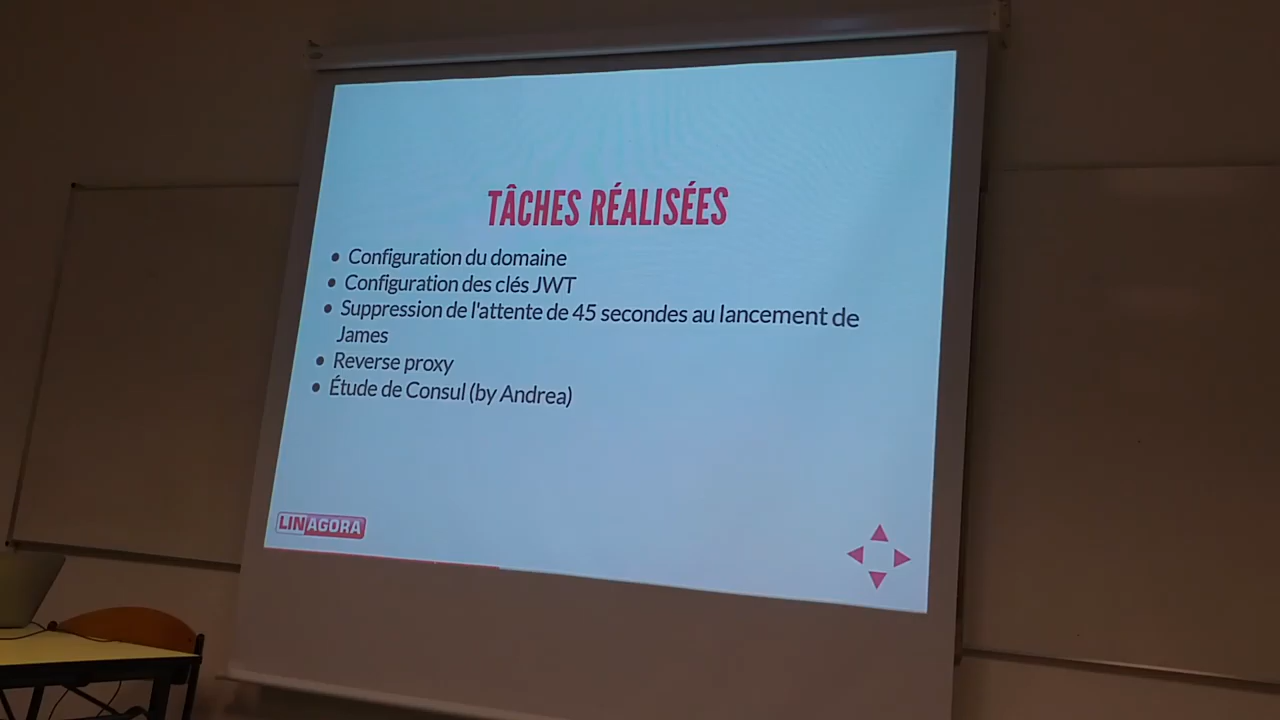 TÂCHES RÉALISÉES
• Configuration du domaine
• Configuration des clés JWT
• Suppression de l'attente de 45 secondes au lancement de
James
• Reverse proxy
• Étude de Consul (by Andrea)
LINAGORA